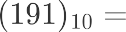 (191)₁₀ =